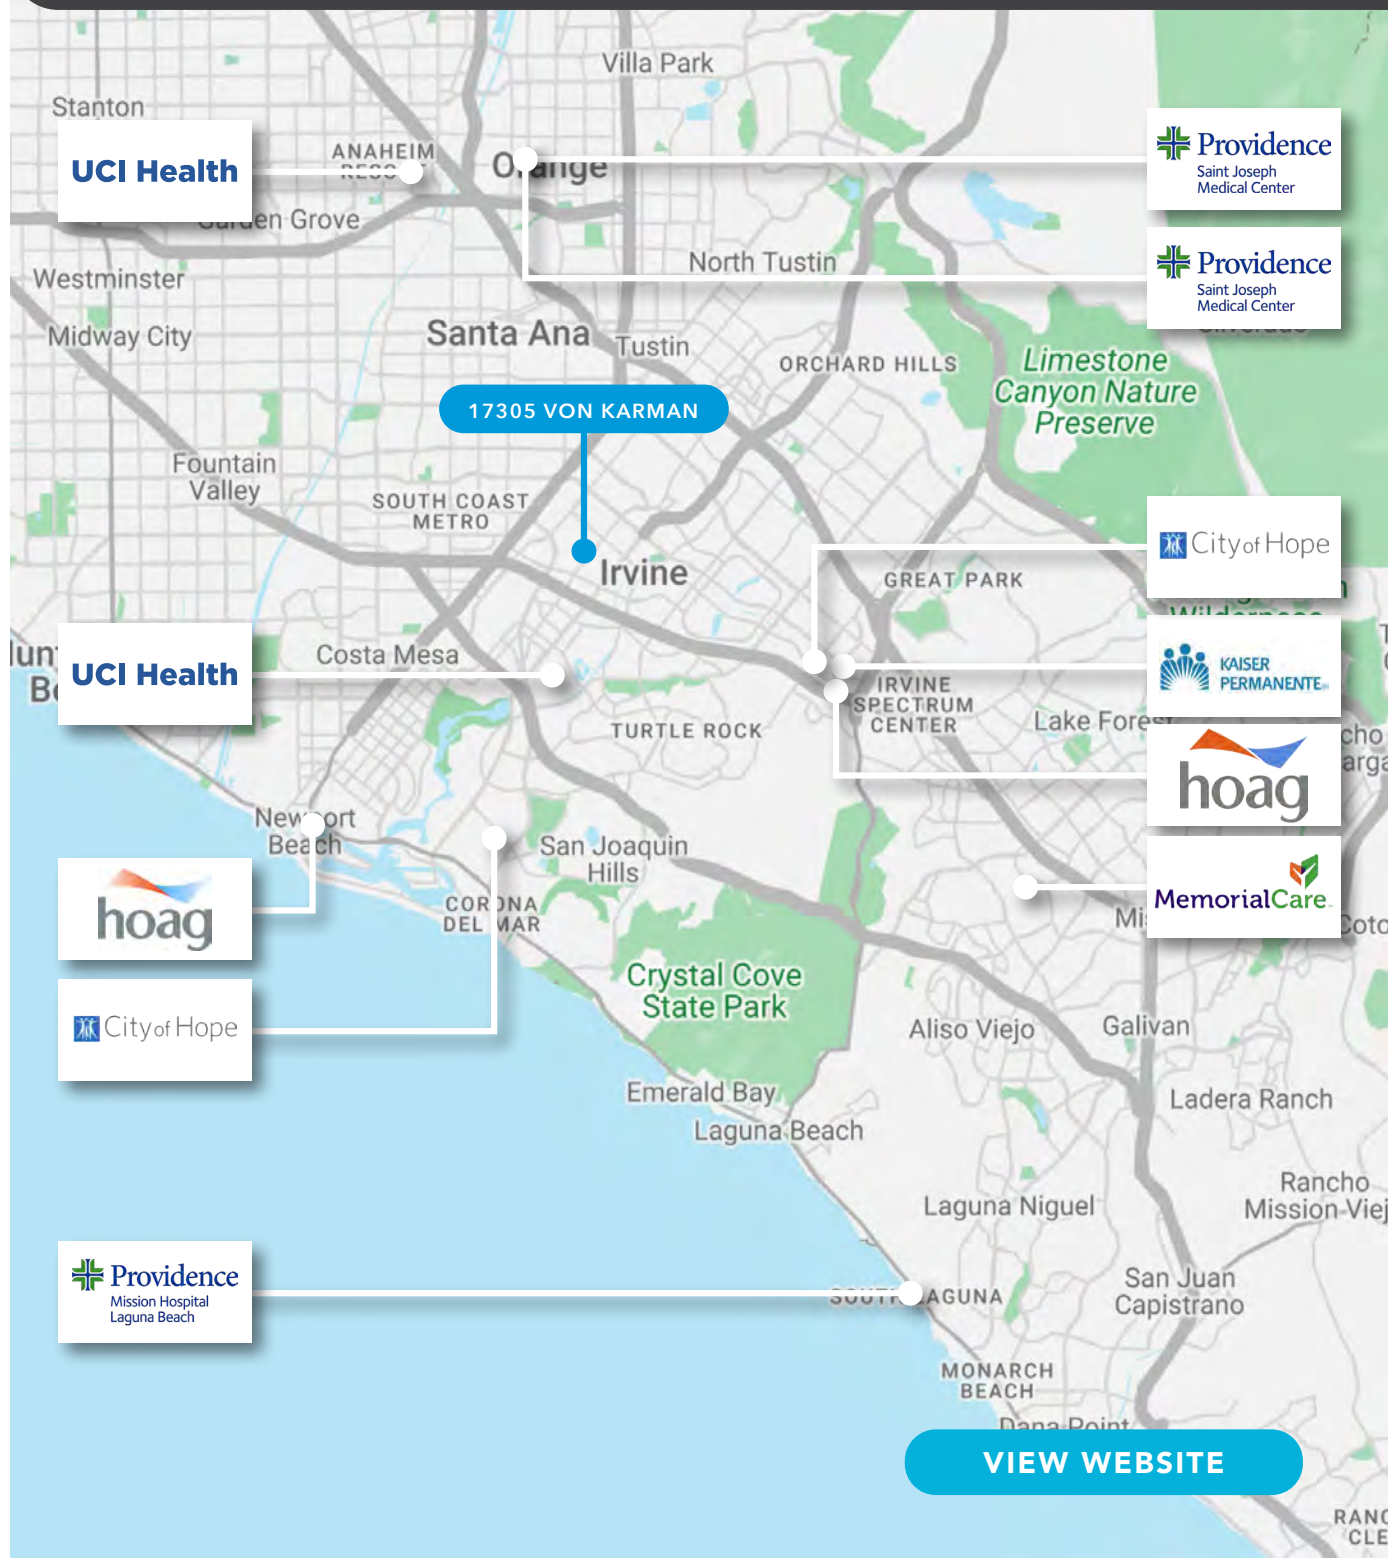 Villa Park
Stanton
UCI Health
ANAHEIM
Orange
Providence
Saint Joseph
Medical Center
Garden Grove
Westminster
North Tustin
Providence
Saint Joseph
Medical Center
Midway City
Santa Ana
Tustin
ORCHARD HILLS
Limestone
Canyon Nature
Preserve
17305 VON KARMAN
Fountain
Valley
SOUTH COAST
METRO
Irvine
GREAT PARK
City of Hope
Costa Mesa
UCI Health
KAISER
PERMANENTE
IRVINE
SPECTRUM
CENTER
TURTLE ROCK
Lake Forest
hoag
Newport
Beach
San Joaquin
Hills
hoag
CORONA
DEL MAR
MemorialCare
Crystal Cove
State Park
City of Hope
Aliso Viejo
Galivan
Emerald Bay
Ladera Ranch
Laguna Beach
Laguna Niguel
Rancho
Mission Viej
Providence
Mission Hospital
Laguna Beach
SOUTH LAGUNA
San Juan
Capistrano
MONARCH
BEACH
Dana Point
VIEW WEBSITE